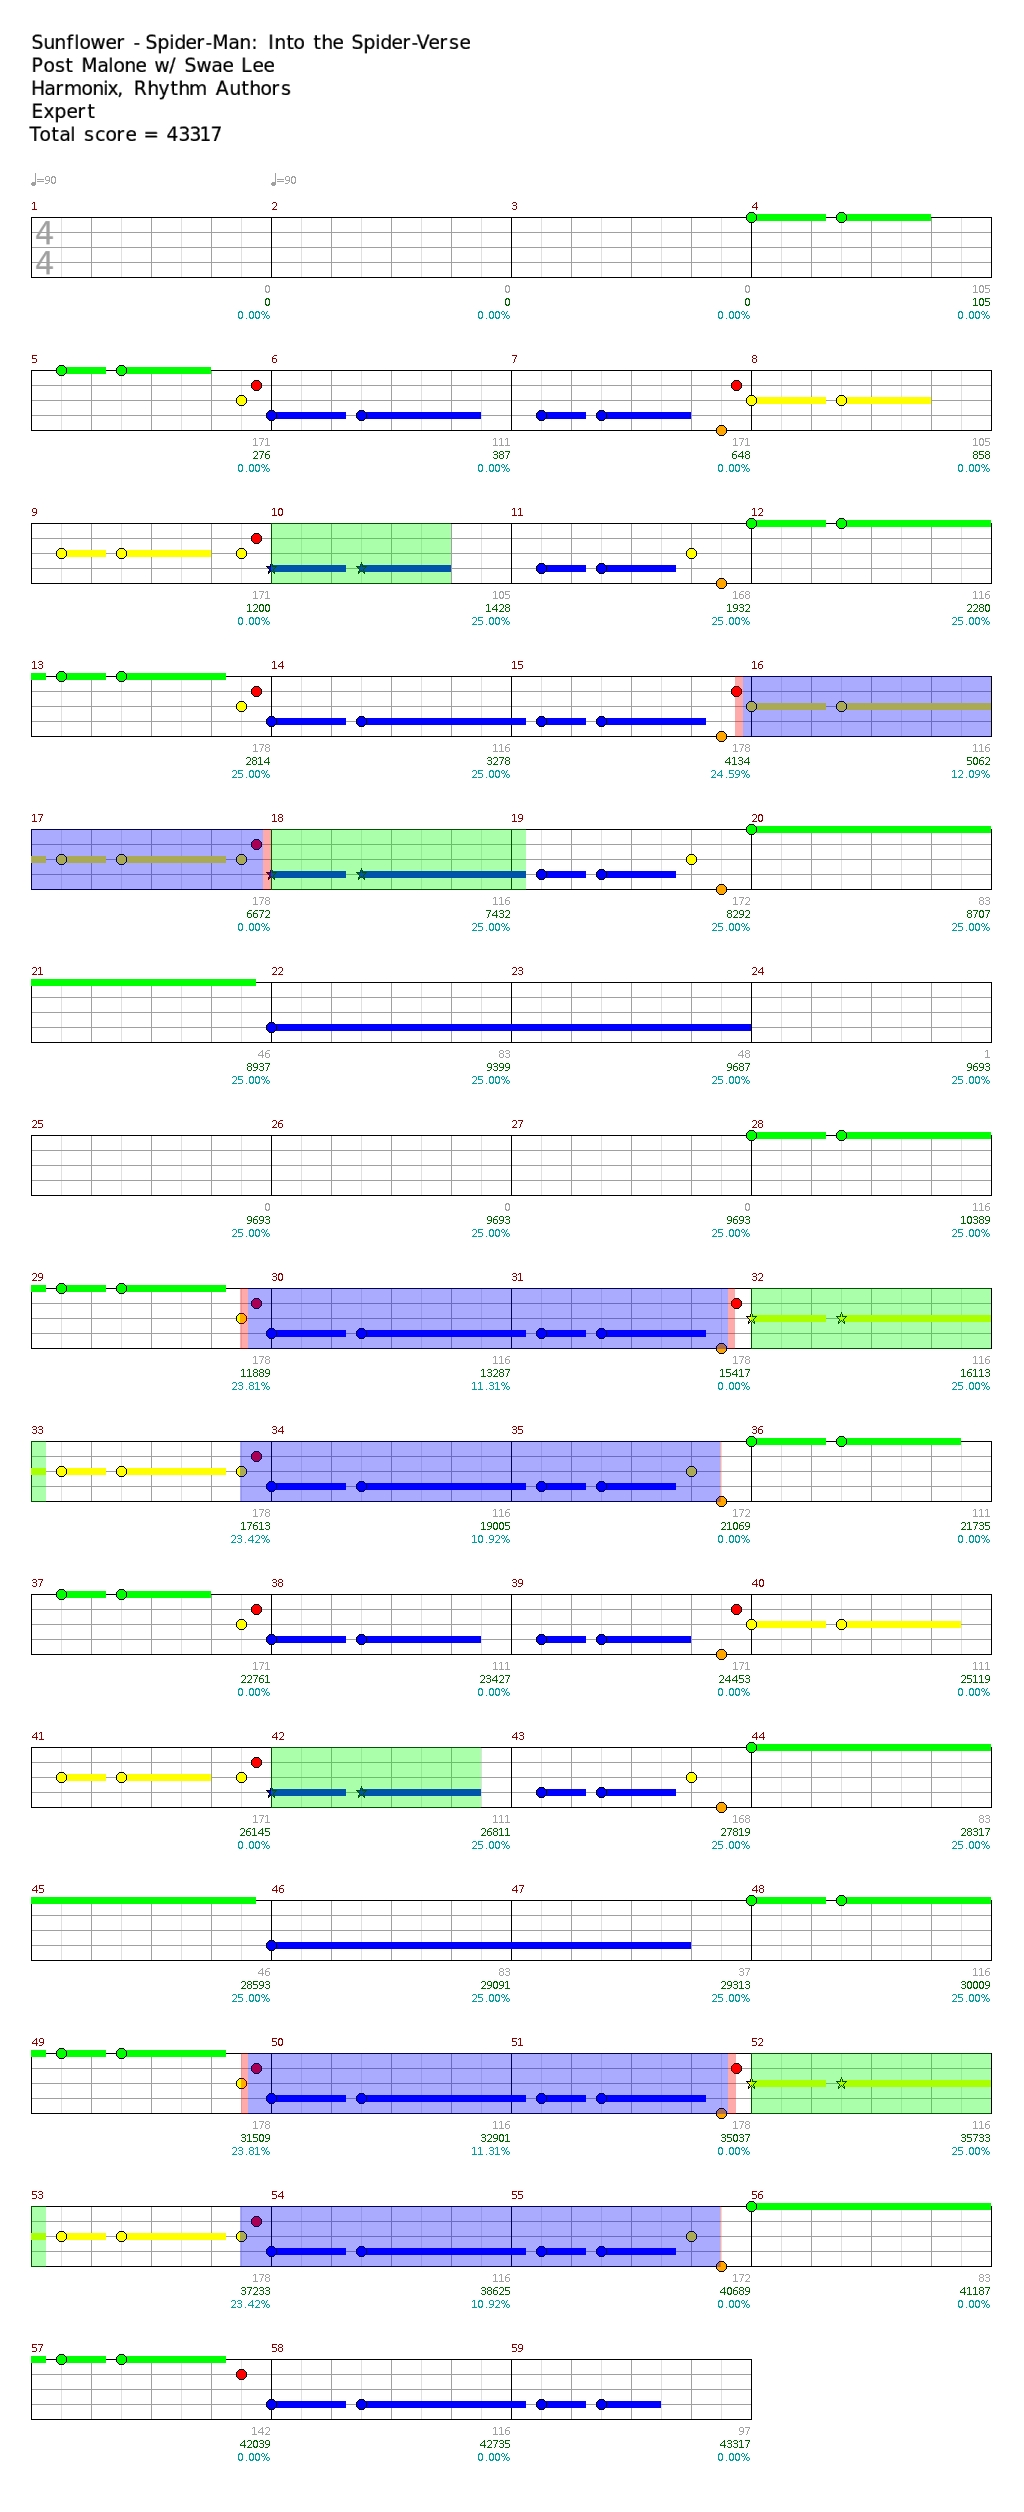 Sunflower - Spider-Man: Into the Spider-Verse
Post Malone w/ Swae Lee
Harmonix, Rhythm Authors
Expert
Total score = 43317
♩=90 ♩=90
1 2 3 4
4
4
0 0 0 105
0 0 0 105
0.00% 0.00% 0.00% 0.00%
5 6 7 8
171 111 171 105
276 387 648 858
0.00% 0.00% 0.00% 0.00%
9 10 11 12
171 105 168 116
1200 1428 1932 2280
0.00% 25.00% 25.00% 25.00%
13 14 15 16
178 116 178 116
2814 3278 4134 5062
25.00% 25.00% 24.59% 12.09%
17 18 19 20
178 116 172 83
6672 7432 8292 8707
0.00% 25.00% 25.00% 25.00%
21 22 23 24
46 83 48 1
8937 9399 9687 9693
25.00% 25.00% 25.00% 25.00%
25 26 27 28
0 0 0 116
9693 9693 9693 10389
25.00% 25.00% 25.00% 25.00%
29 30 31 32
178 116 178 116
11889 13287 15417 16113
23.81% 11.31% 0.00% 25.00%
33 34 35 36
178 116 172 111
17613 19005 21069 21735
23.42% 10.92% 0.00% 0.00%
37 38 39 40
171 111 171 111
22761 23427 24453 25119
0.00% 0.00% 0.00% 0.00%
41 42 43 44
171 111 168 83
26145 26811 27819 28317
0.00% 25.00% 25.00% 25.00%
45 46 47 48
46 83 37 116
28593 29091 29313 30009
25.00% 25.00% 25.00% 25.00%
49 50 51 52
178 116 178 116
31509 32901 35037 35733
23.81% 11.31% 0.00% 25.00%
53 54 55 56
178 116 172 83
37233 38625 40689 41187
23.42% 10.92% 0.00% 0.00%
57 58 59
142 116 97
42039 42735 43317
0.00% 0.00% 0.00%